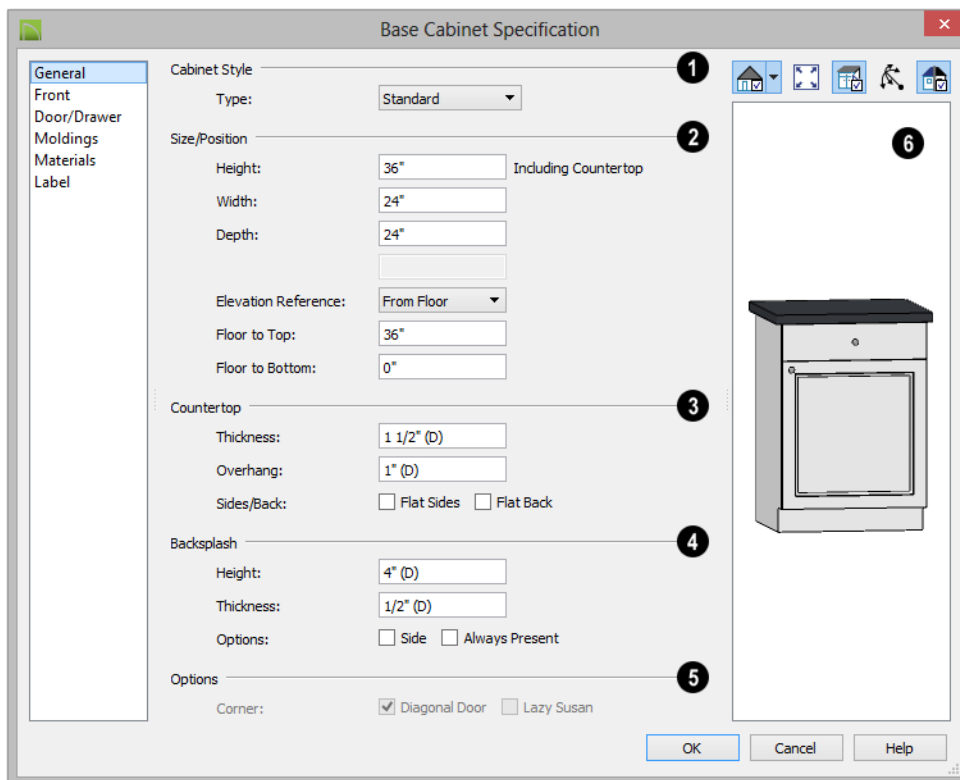 Base Cabinet Specification
General
Front
Door/Drawer
Moldings
Materials
Label
Cabinet Style 1
Type: Standard
Size/Position 2
Height: 36" Including Countertop
Width: 24"
Depth: 24"
Elevation Reference: From Floor
Floor to Top: 36"
Floor to Bottom: 0"
Countertop 3
Thickness: 1 1/2" (D)
Overhang: 1" (D)
Sides/Back: Flat Sides Flat Back
Backsplash 4
Height: 4" (D)
Thickness: 1/2" (D)
Options: Side Always Present
Options 5
Corner: Diagonal Door Lazy Susan
6
OK Cancel Help